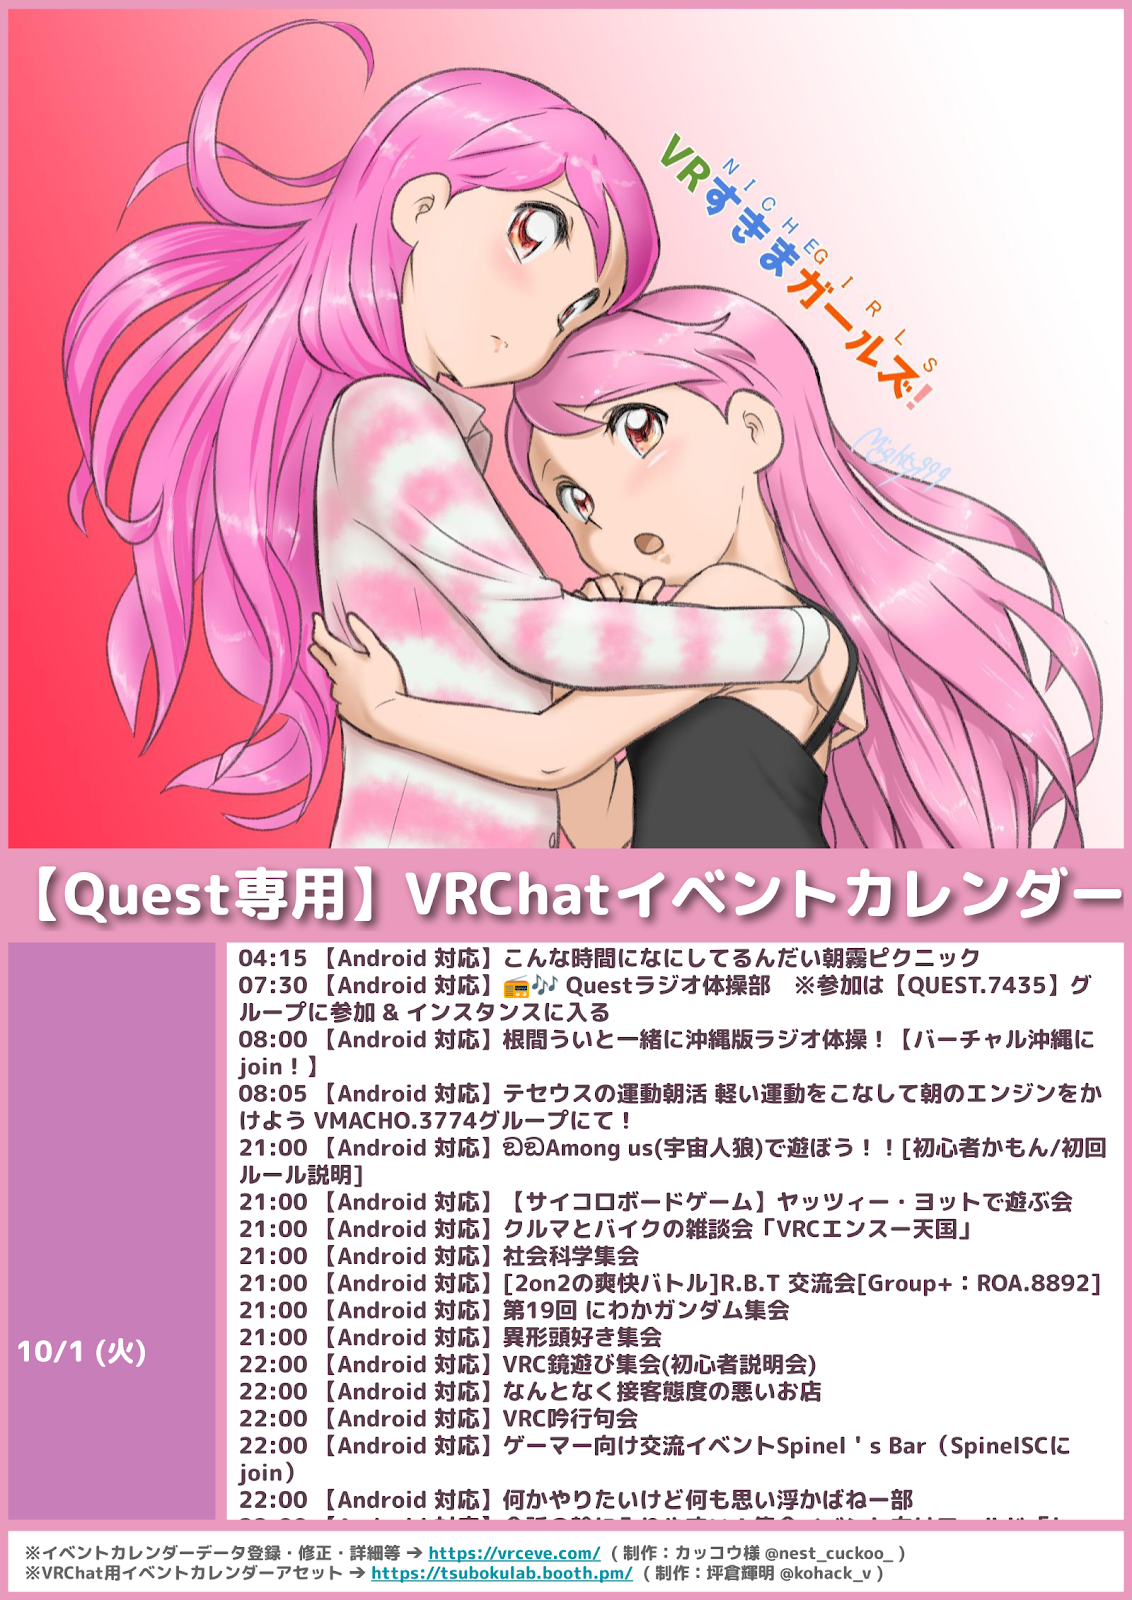 NICHE GIRLS
VRすきまガールズ!
Mighty999
【Quest専用】VRChatイベントカレンダー
10/1 (火)
04:15 【Android 対応】こんな時間になにしてるんだい朝霧ピクニック
07:30 【Android 対応】📻🎶 Questラジオ体操部　※参加は【QUEST.7435】グ
ループに参加 & インスタンスに入る
08:00 【Android 対応】根間ういと一緒に沖縄版ラジオ体操！【バーチャル沖縄に
join！】
08:05 【Android 対応】テセウスの運動朝活 軽い運動をこなして朝のエンジンをか
けよう VMACHO.3774グループにて！
21:00 【Android 対応】ඞඞAmong us(宇宙人狼)で遊ぼう！！[初心者かもん/初回
ルール説明]
21:00 【Android 対応】【サイコロボードゲーム】ヤッツィー・ヨットで遊ぶ会
21:00 【Android 対応】クルマとバイクの雑談会「VRCエンスー天国」
21:00 【Android 対応】社会科学集会
21:00 【Android 対応】[2on2の爽快バトル]R.B.T 交流会[Group+：ROA.8892]
21:00 【Android 対応】第19回 にわかガンダム集会
21:00 【Android 対応】異形頭好き集会
22:00 【Android 対応】VRC鏡遊び集会(初心者説明会)
22:00 【Android 対応】なんとなく接客態度の悪いお店
22:00 【Android 対応】VRC吟行句会
22:00 【Android 対応】ゲーマー向け交流イベントSpinel＇s Bar（SpinelSCに
join）
22:00 【Android 対応】何かやりたいけど何も思い浮かばねー部
※イベントカレンダーデータ登録・修正・詳細等 ➔ https://vrceve.com/ （制作：カッコウ様 @nest_cuckoo_ ）
※VRChat用イベントカレンダーアセット ➔ https://tsubokulab.booth.pm/ （制作：坪倉輝明 @kohack_v ）